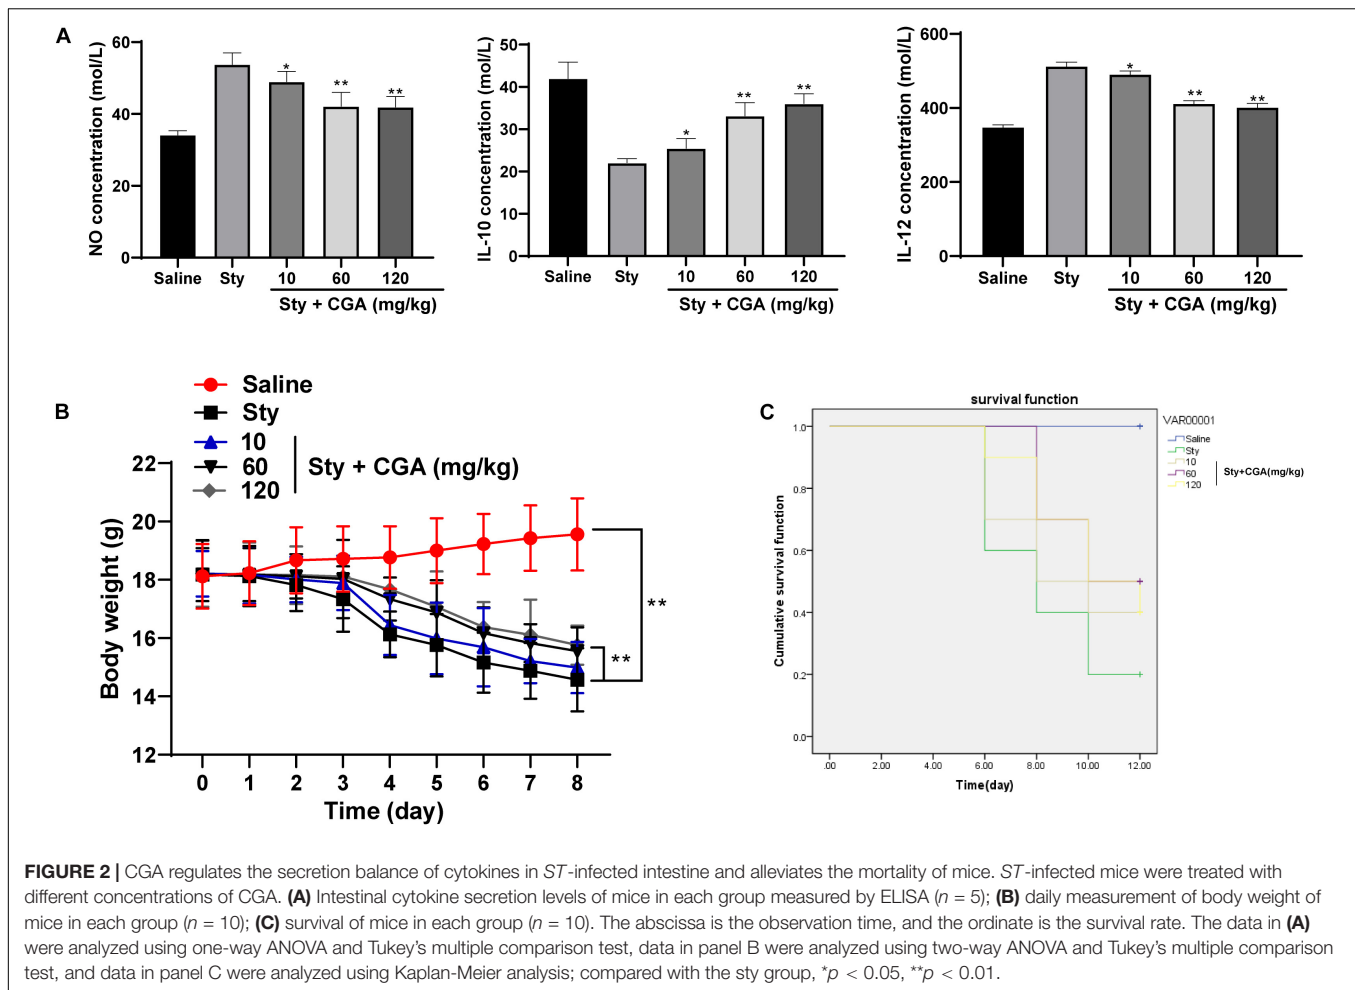 A
NO concentration (mol/L)
60
40
20
0
Saline
Sty
10
60
120
Sty + CGA (mg/kg)
*
**
**
IL-10 concentration (mol/L)
50
40
30
20
10
0
Saline
Sty
10
60
120
Sty + CGA (mg/kg)
*
**
**
IL-12 concentration (mol/L)
600
400
200
0
Saline
Sty
10
60
120
Sty + CGA (mg/kg)
*
**
**
B
Saline
Sty
10
60
120
Sty + CGA (mg/kg)
Body weight (g)
22
20
18
16
14
12
0 1 2 3 4 5 6 7 8
Time (day)
**
**
C
survival function
Cumulative survival function
1.0
0.8
0.6
0.4
0.2
0.0
.00 2.00 4.00 6.00 8.00 10.00 12.00
Time(day)
VAR00001
Saline
Sty
10
60
120
Sty+CGA(mg/kg)
FIGURE 2 | CGA regulates the secretion balance of cytokines in ST-infected intestine and alleviates the mortality of mice. ST-infected mice were treated with
different concentrations of CGA. (A) Intestinal cytokine secretion levels of mice in each group measured by ELISA (n = 5); (B) daily measurement of body weight of
mice in each group (n = 10); (C) survival of mice in each group (n = 10). The abscissa is the observation time, and the ordinate is the survival rate. The data in (A)
were analyzed using one-way ANOVA and Tukey's multiple comparison test, data in panel B were analyzed using two-way ANOVA and Tukey's multiple comparison
test, and data in panel C were analyzed using Kaplan-Meier analysis; compared with the sty group, *p < 0.05, **p < 0.01.